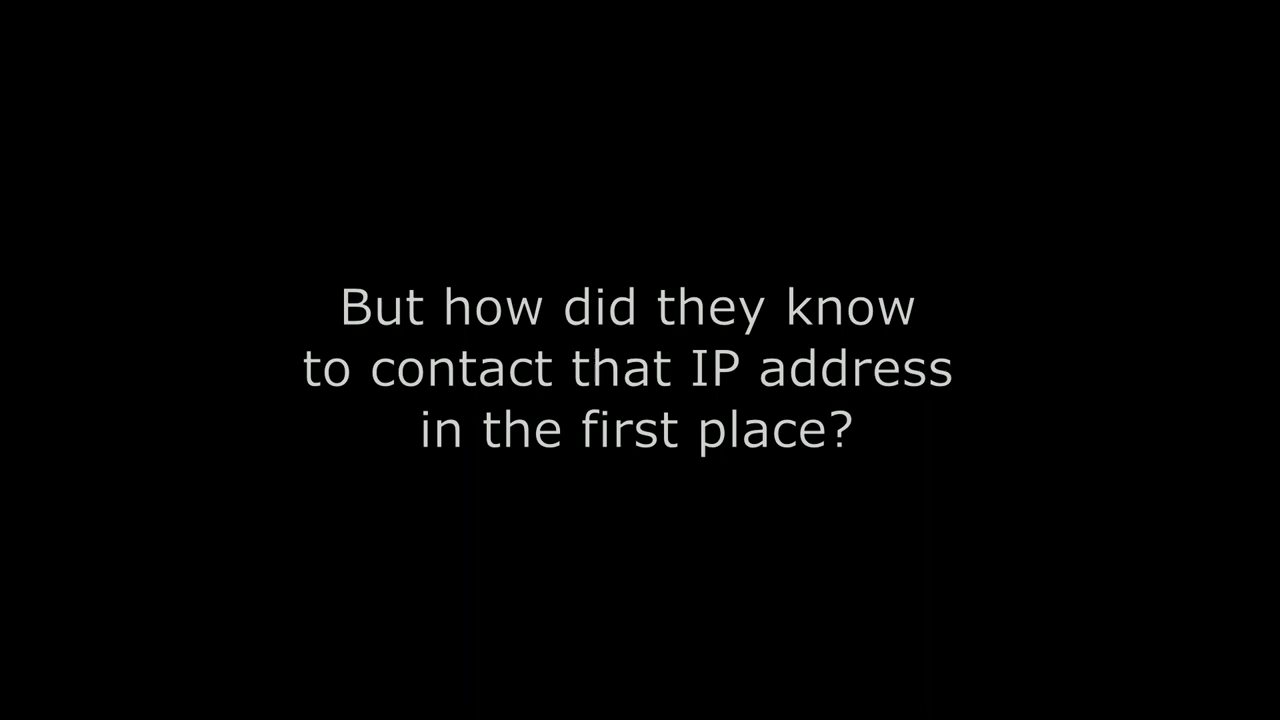 But how did they know
to contact that IP address
in the first place?